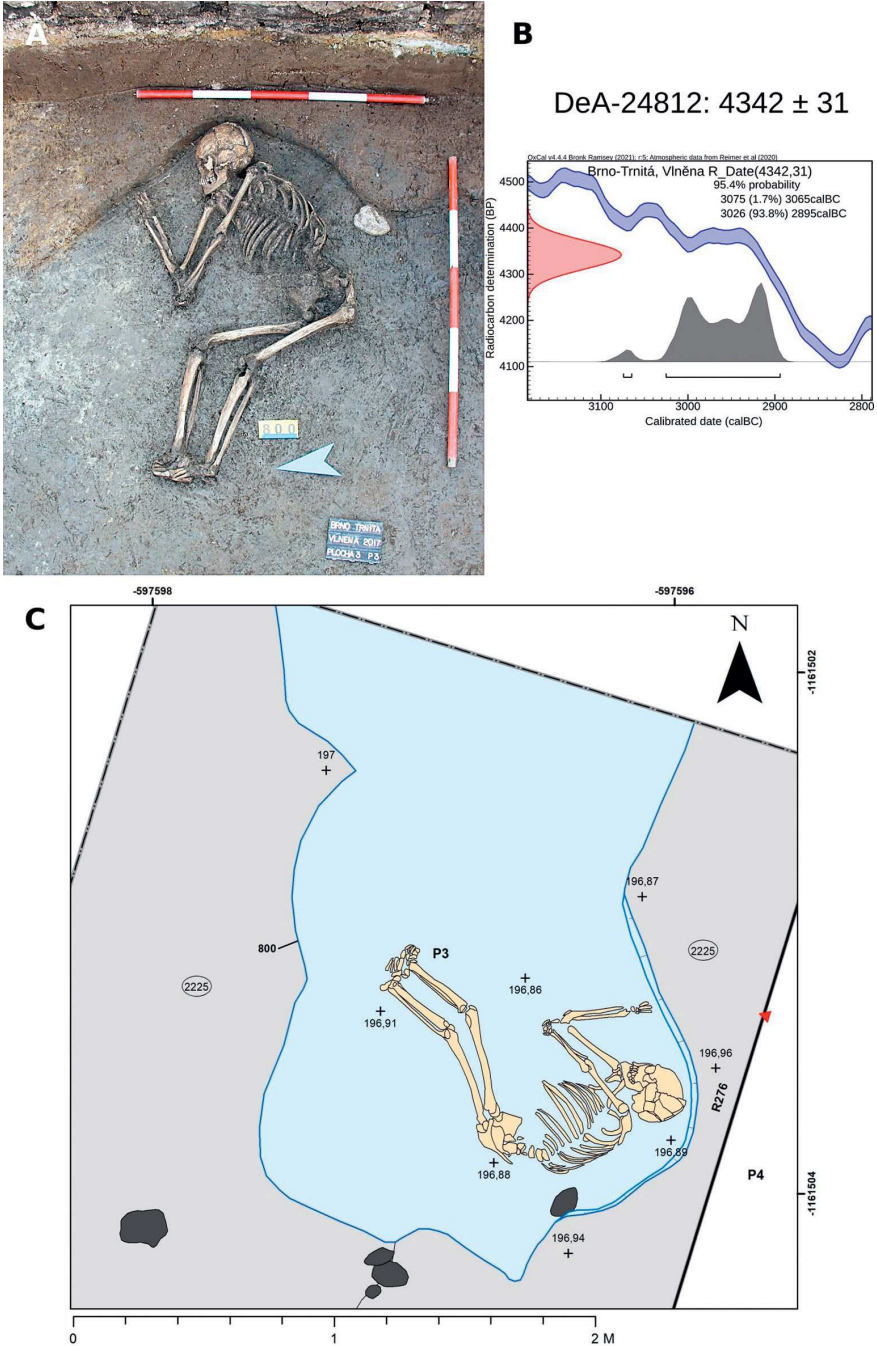 A
800
BRNO TRNITÁ
VLNĚNA 2017
PLOCHA 3 P3
B
DeA-24812: 4342 ± 31
OxCal v4.4.4 Bronk Ramsey (2021); r:5; Atmospheric data from Reimer et al (2020)
Brno-Trnitá, Vlněna R_Date(4342,31)
95.4% probability
3075 (1.7%) 3065calBC
3026 (93.8%) 2895calBC
Radiocarbon determination (BP)
4500
4400
4300
4200
4100
3100 3000 2900 2800
Calibrated date (calBC)
C
-597598 -597596
N
-1161502
197
196,87
800
P3
2225
2225
196,86
196,91
196,96
R276
196,89
196,88
P4
-1161504
196,94
0 1 2 M